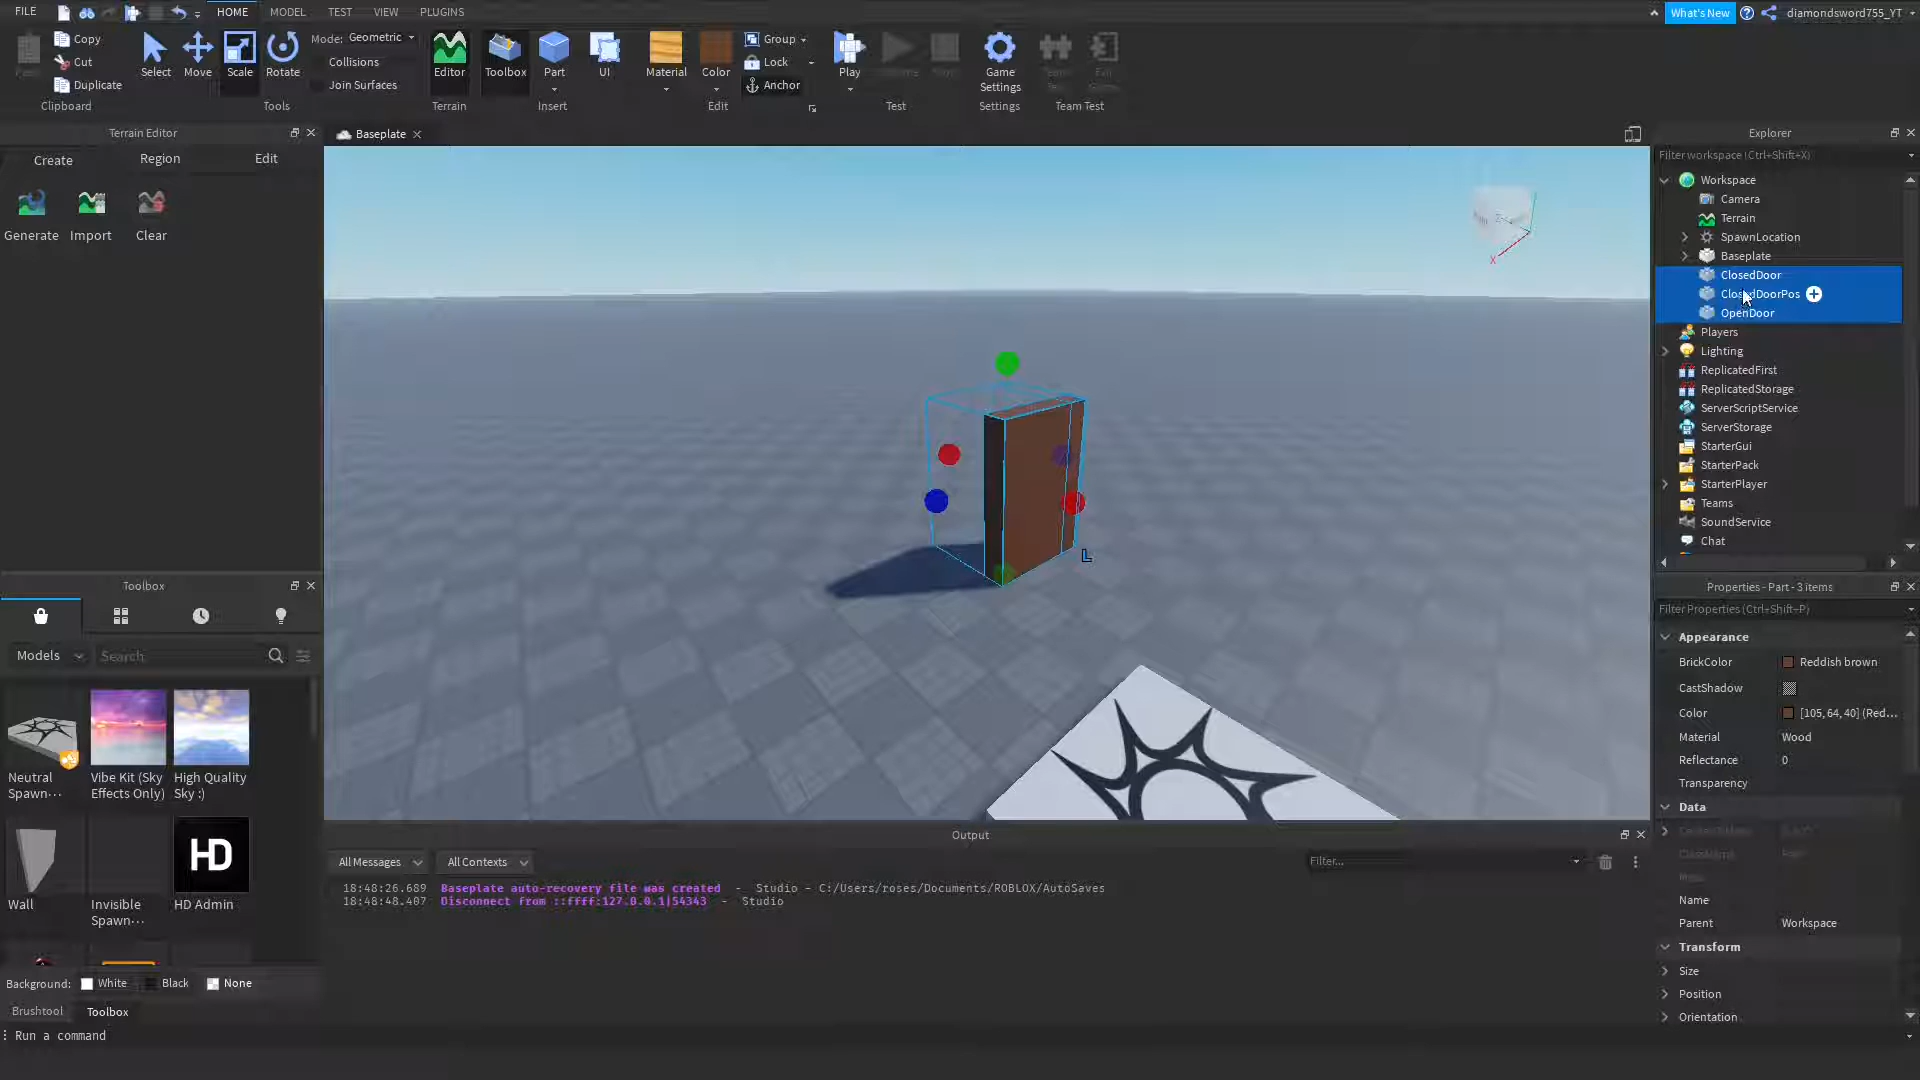 FILE
HOME
MODEL
TEST
VIEW
PLUGINS
What's New
diamondsword755_YT
Copy
Cut
Duplicate
Clipboard
Select
Move
Scale
Rotate
Mode: Geometric
Collisions
Join Surfaces
Tools
Editor
Terrain
Toolbox
Part
UI
Insert
Material
Color
Group
Lock
Anchor
Edit
Play
Test
Game
Settings
Settings
Team Test
Terrain Editor
Create
Region
Edit
Generate
Import
Clear
Baseplate
X
Explorer
Filter workspace (Ctrl+Shift+X)
Workspace
Camera
Terrain
SpawnLocation
Baseplate
ClosedDoor
ClosedDoorPos
OpenDoor
Players
Lighting
ReplicatedFirst
ReplicatedStorage
ServerScriptService
ServerStorage
StarterGui
StarterPack
StarterPlayer
Teams
SoundService
Chat
L
Toolbox
Models
Search
Neutral
Spawn...
Vibe Kit (Sky
Effects Only)
High Quality
Sky :)
Wall
Invisible
Spawn...
HD
HD Admin
Background:
White
Black
None
Brushtool
Toolbox
Run a command
Output
All Messages
All Contexts
Filter...
18:48:26.689 Baseplate auto-recovery file was created - Studio - C:/Users/roses/Documents/ROBLOX/AutoSaves
18:48:48.407 Disconnect from ::ffff:127.0.0.1|54343 - Studio
Properties - Part - 3 items
Filter Properties (Ctrl+Shift+P)
Appearance
BrickColor Reddish brown
CastShadow
Color [105, 64, 40] (Red...
Material Wood
Reflectance 0
Transparency
Data
Name
Parent Workspace
Transform
Size
Position
Orientation